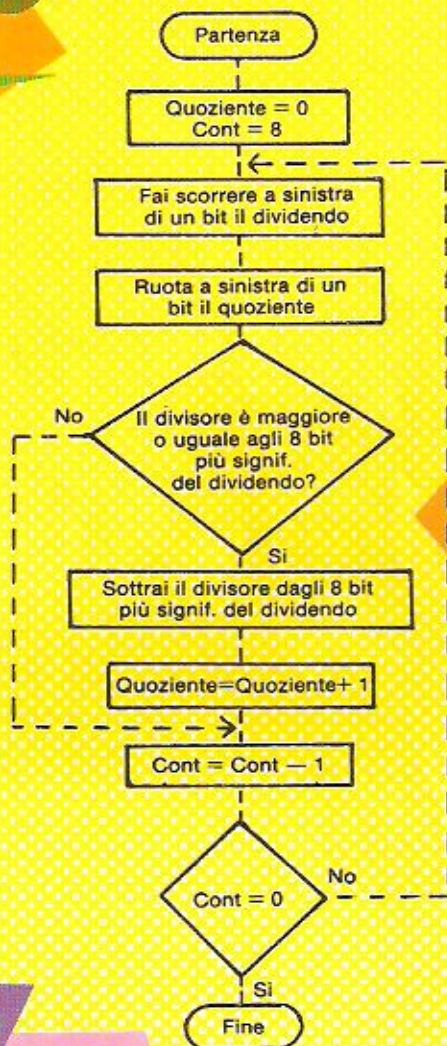 Partenza
Quoziente = 0
Cont = 8
Fai scorrere a sinistra
di un bit il dividendo
Ruota a sinistra di un
bit il quoziente
No
Il divisore è maggiore
o uguale agli 8 bit
più signif.
del dividendo?
Si
Sottrai il divisore dagli 8 bit
più signif. del dividendo
Quoziente=Quoziente+ 1
Cont = Cont — 1
Cont = 0
No
Si
Fine